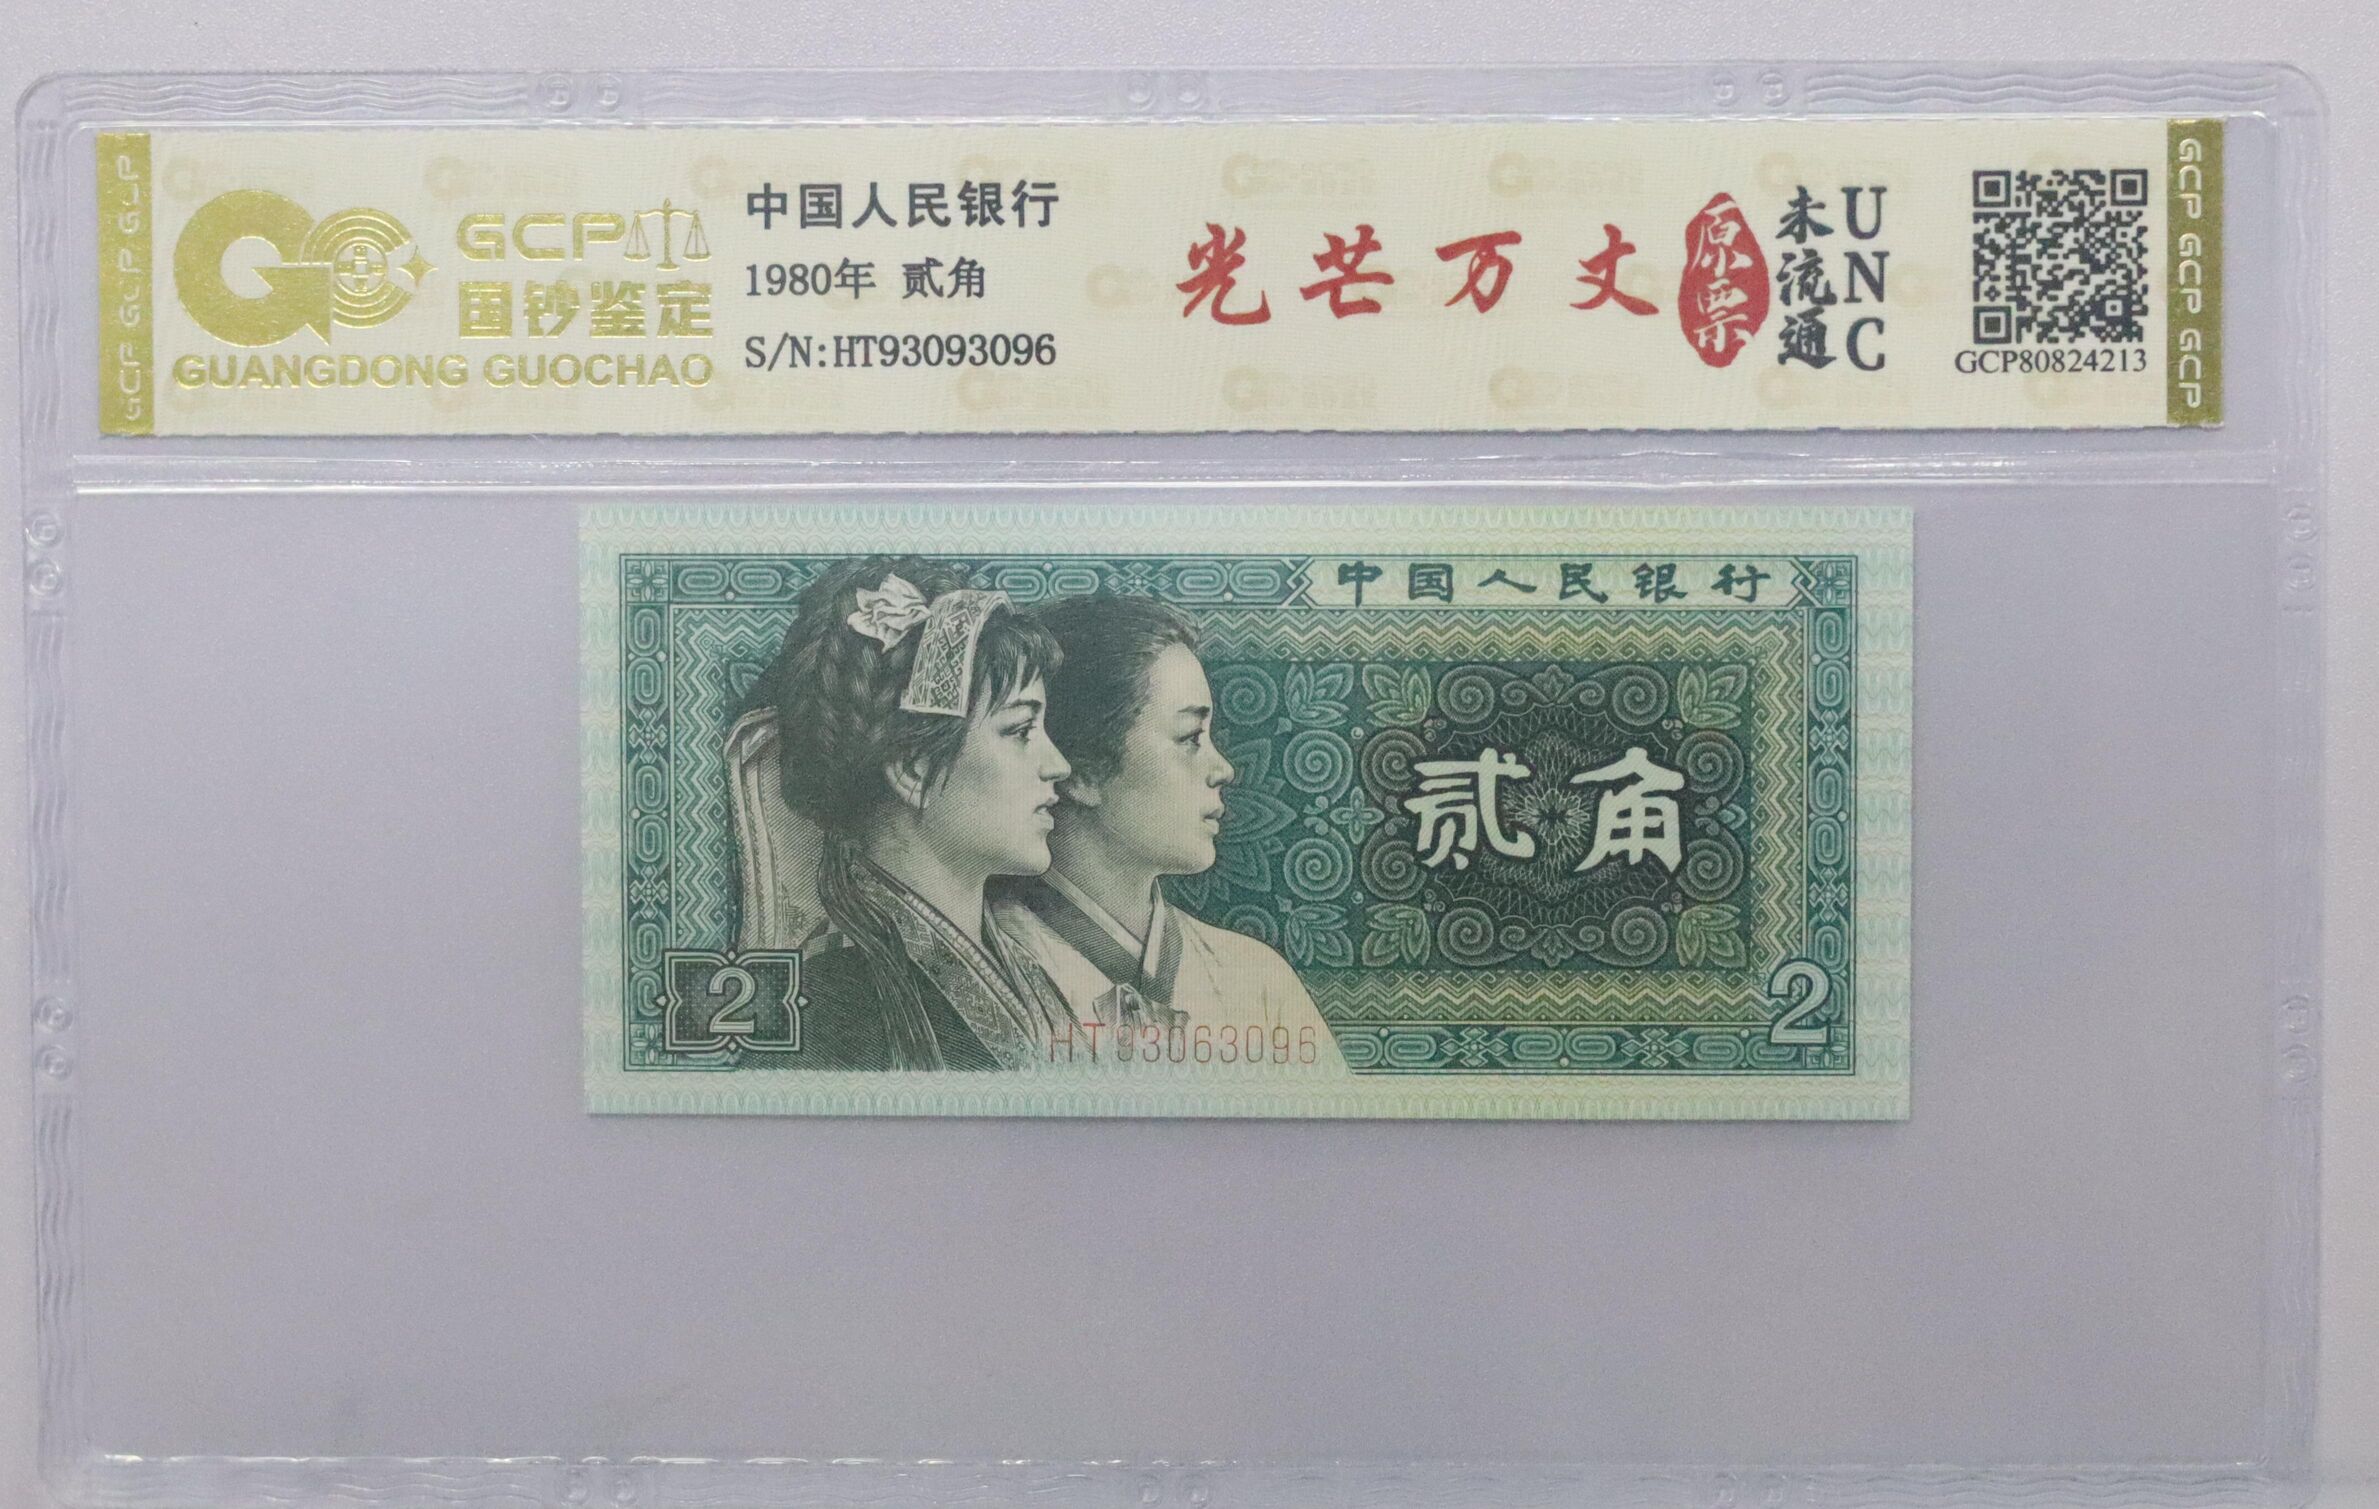 GCP GCP GCP GCP
GCP
国钞鉴定
GUANGDONG GUOCHAO
中国人民银行
1980年 贰角
S/N:HT93093096
光芒万丈
原票
未流通
UNC
GCP80824213
GCP GCP GCP GCP
中国人民银行
贰角
2
2
HT93063096